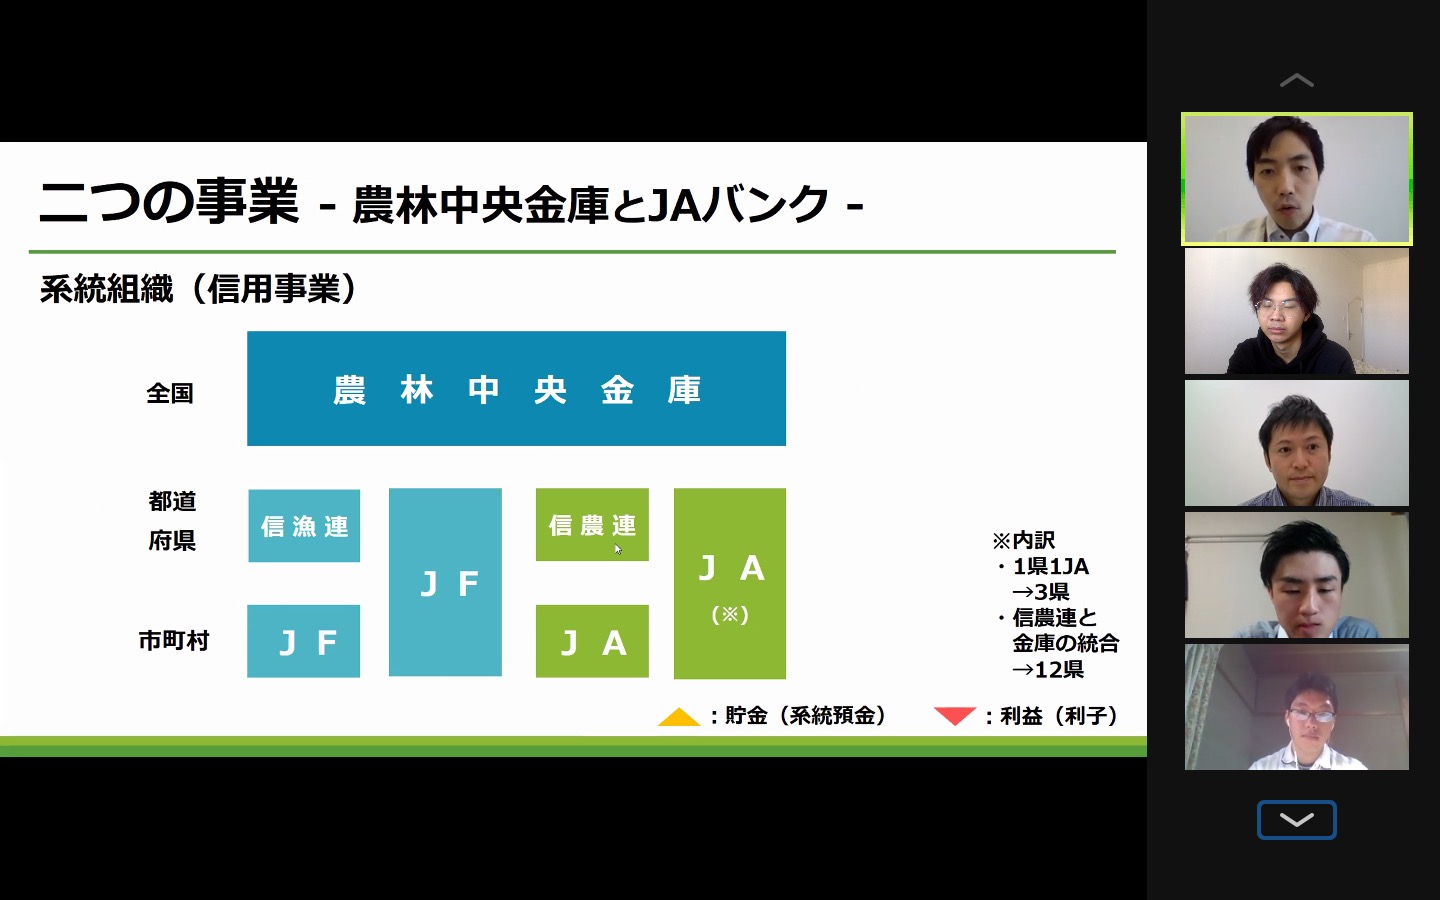 二つの事業 - 農林中央金庫とJAバンク -
系統組織（信用事業）
全国
農 林 中 央 金 庫
都道
府県
信漁連
J F
信農連
J A
（※）
市町村
J F
J A
※内訳
・1県1JA
→3県
・信農連と
金庫の統合
→12県
：貯金（系統預金）
：利益（利子）